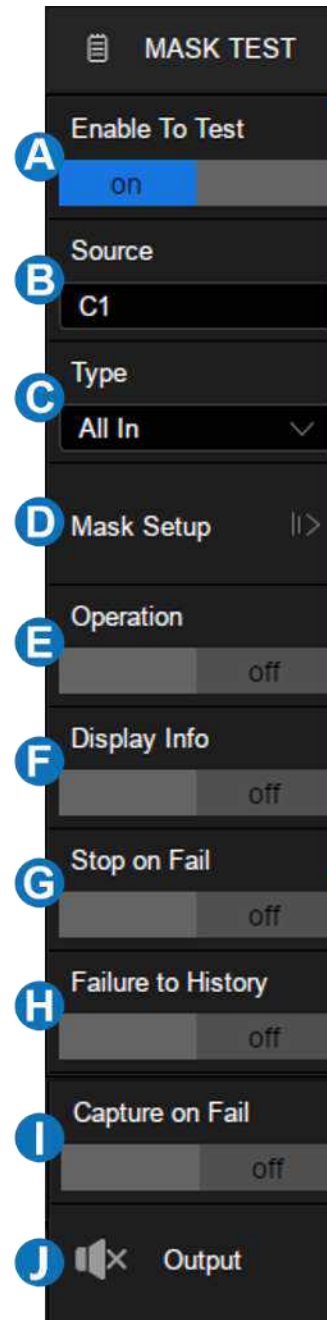 MASK TEST
A
Enable To Test
on
B
Source
C1
C
Type
All In
D
Mask Setup
E
Operation
off
F
Display Info
off
G
Stop on Fail
off
H
Failure to History
off
I
Capture on Fail
off
J
Output